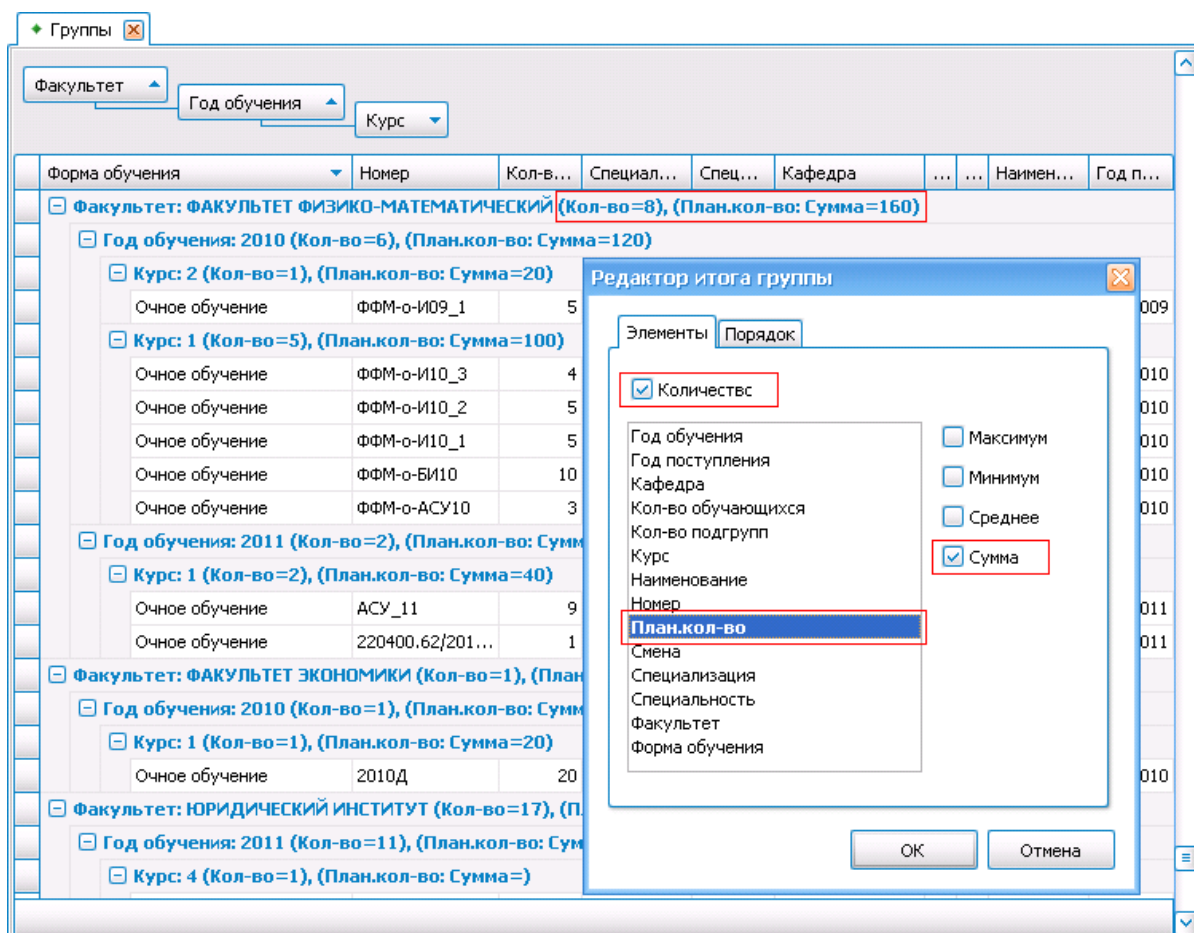 Группы
Факультет
Год обучения
Курс
Форма обучения Номер Кол-в... Специал... Спец... Кафедра ... ... Наимен... Год п...
Факультет: ФАКУЛЬТЕТ ФИЗИКО-МАТЕМАТИЧЕСКИЙ (Кол-во=8), (План.кол-во: Сумма=160)
Год обучения: 2010 (Кол-во=6), (План.кол-во: Сумма=120)
Курс: 2 (Кол-во=1), (План.кол-во: Сумма=20)
Очное обучение ФФМ-о-И09_1 5 009
Курс: 1 (Кол-во=5), (План.кол-во: Сумма=100)
Очное обучение ФФМ-о-И10_3 4 010
Очное обучение ФФМ-о-И10_2 5 010
Очное обучение ФФМ-о-И10_1 5 010
Очное обучение ФФМ-о-БИ10 10 010
Очное обучение ФФМ-о-АСУ10 3 010
Год обучения: 2011 (Кол-во=2), (План.кол-во: Сумм
Курс: 1 (Кол-во=2), (План.кол-во: Сумма=40)
Очное обучение АСУ_11 9 011
Очное обучение 220400.62/201... 1 011
Факультет: ФАКУЛЬТЕТ ЭКОНОМИКИ (Кол-во=1), (План
Год обучения: 2010 (Кол-во=1), (План.кол-во: Сумм
Курс: 1 (Кол-во=1), (План.кол-во: Сумма=20)
Очное обучение 2010Д 20 010
Факультет: ЮРИДИЧЕСКИЙ ИНСТИТУТ (Кол-во=17), (П.
Год обучения: 2011 (Кол-во=11), (План.кол-во: Сум
Курс: 4 (Кол-во=1), (План.кол-во: Сумма=)
Редактор итога группы
Элементы Порядок
Количествс
Год обучения
Год поступления
Кафедра
Кол-во обучающихся
Кол-во подгрупп
Курс
Наименование
Номер
План.кол-во
Смена
Специализация
Специальность
Факультет
Форма обучения
Максимум
Минимум
Среднее
Сумма
ОК Отмена